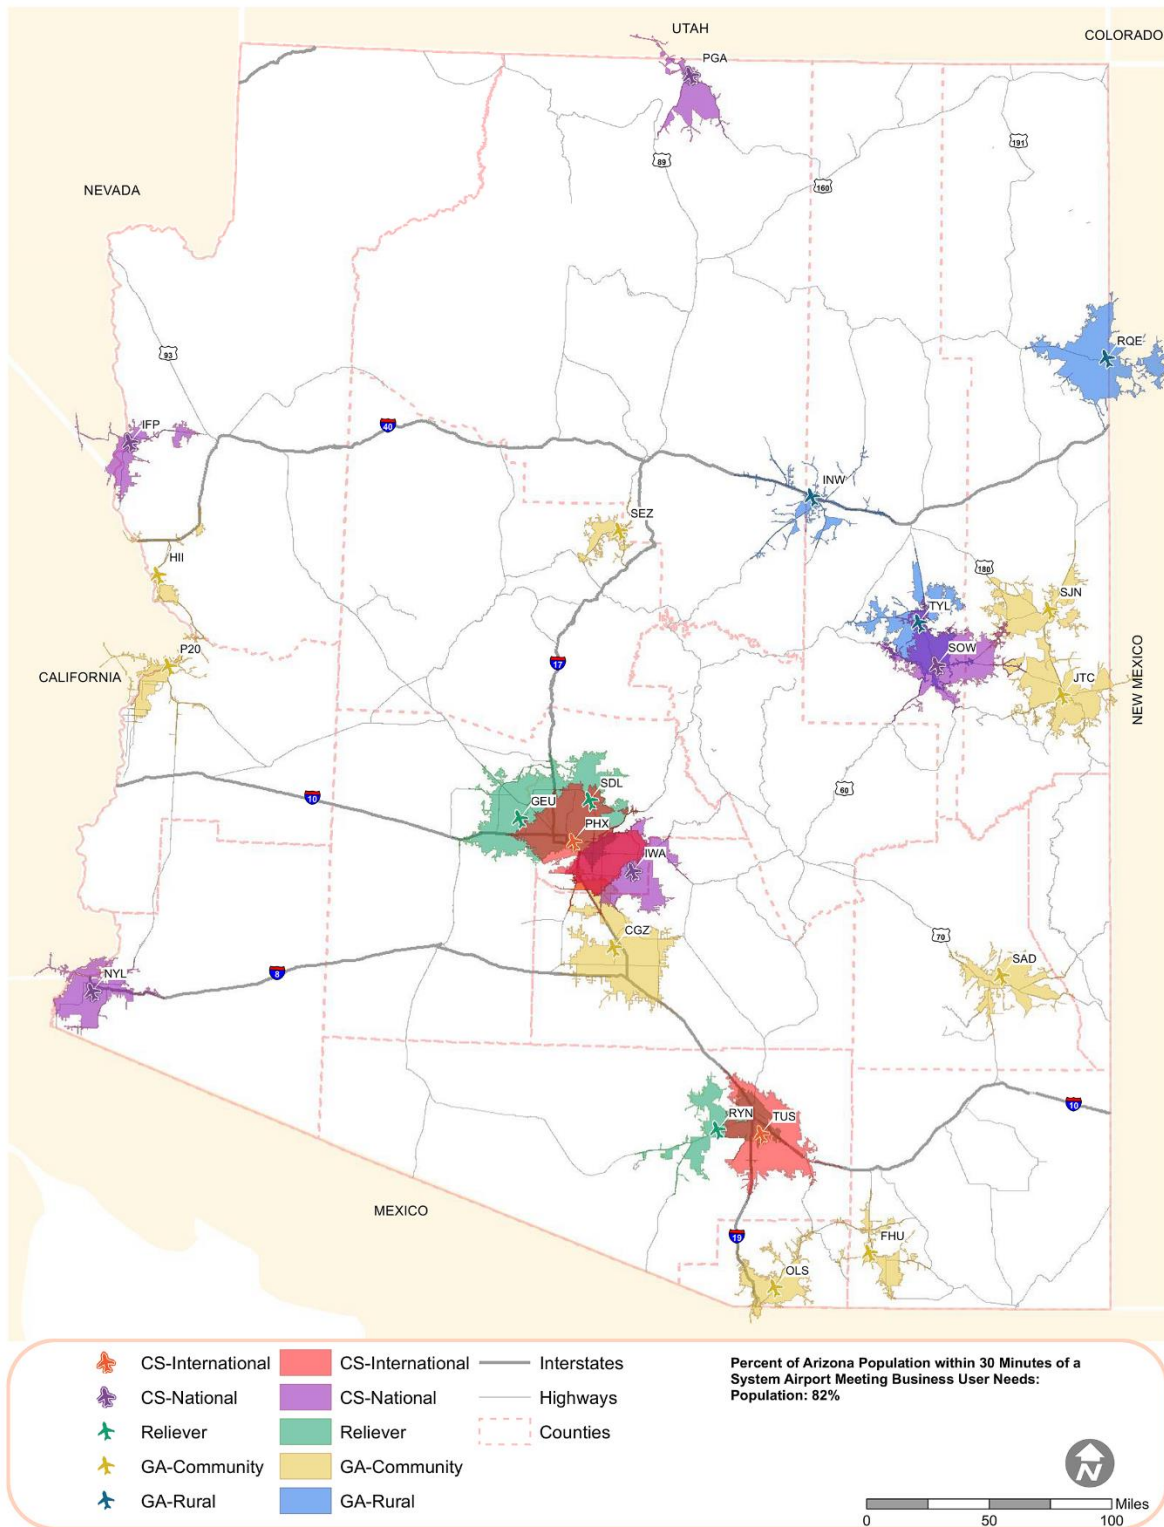 UTAH
COLORADO
PGA
191
89
160
NEVADA
RQE
93
IFP
40
INW
SEZ
HII
180
SJN
TYL
P20
SOW
17
CALIFORNIA
JTC
NEW MEXICO
SDL
60
10
GEU
PHX
IWA
CGZ
70
NYL
8
SAD
10
RYN
TUS
MEXICO
19
FHU
OLS
CS-International
CS-National
Reliever
GA-Community
GA-Rural
CS-International
CS-National
Reliever
GA-Community
GA-Rural
Interstates
Highways
Counties
Percent of Arizona Population within 30 Minutes of a
System Airport Meeting Business User Needs:
Population: 82%
N
Miles
0 50 100